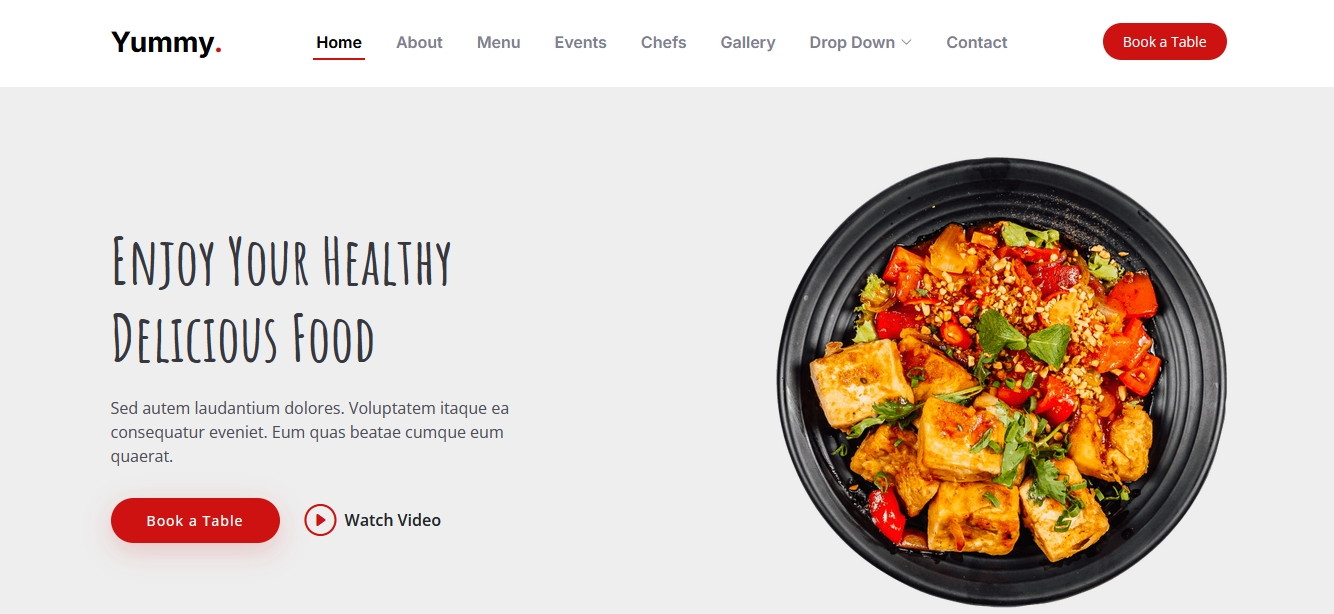 Yummy.
Home About Menu Events Chefs Gallery Drop Down Contact
Book a Table
Enjoy Your Healthy
Delicious Food
Sed autem laudantium dolores. Voluptatem itaque ea
consequatur eveniet. Eum quas beatae cumque eum
quaerat.
Book a Table
Watch Video